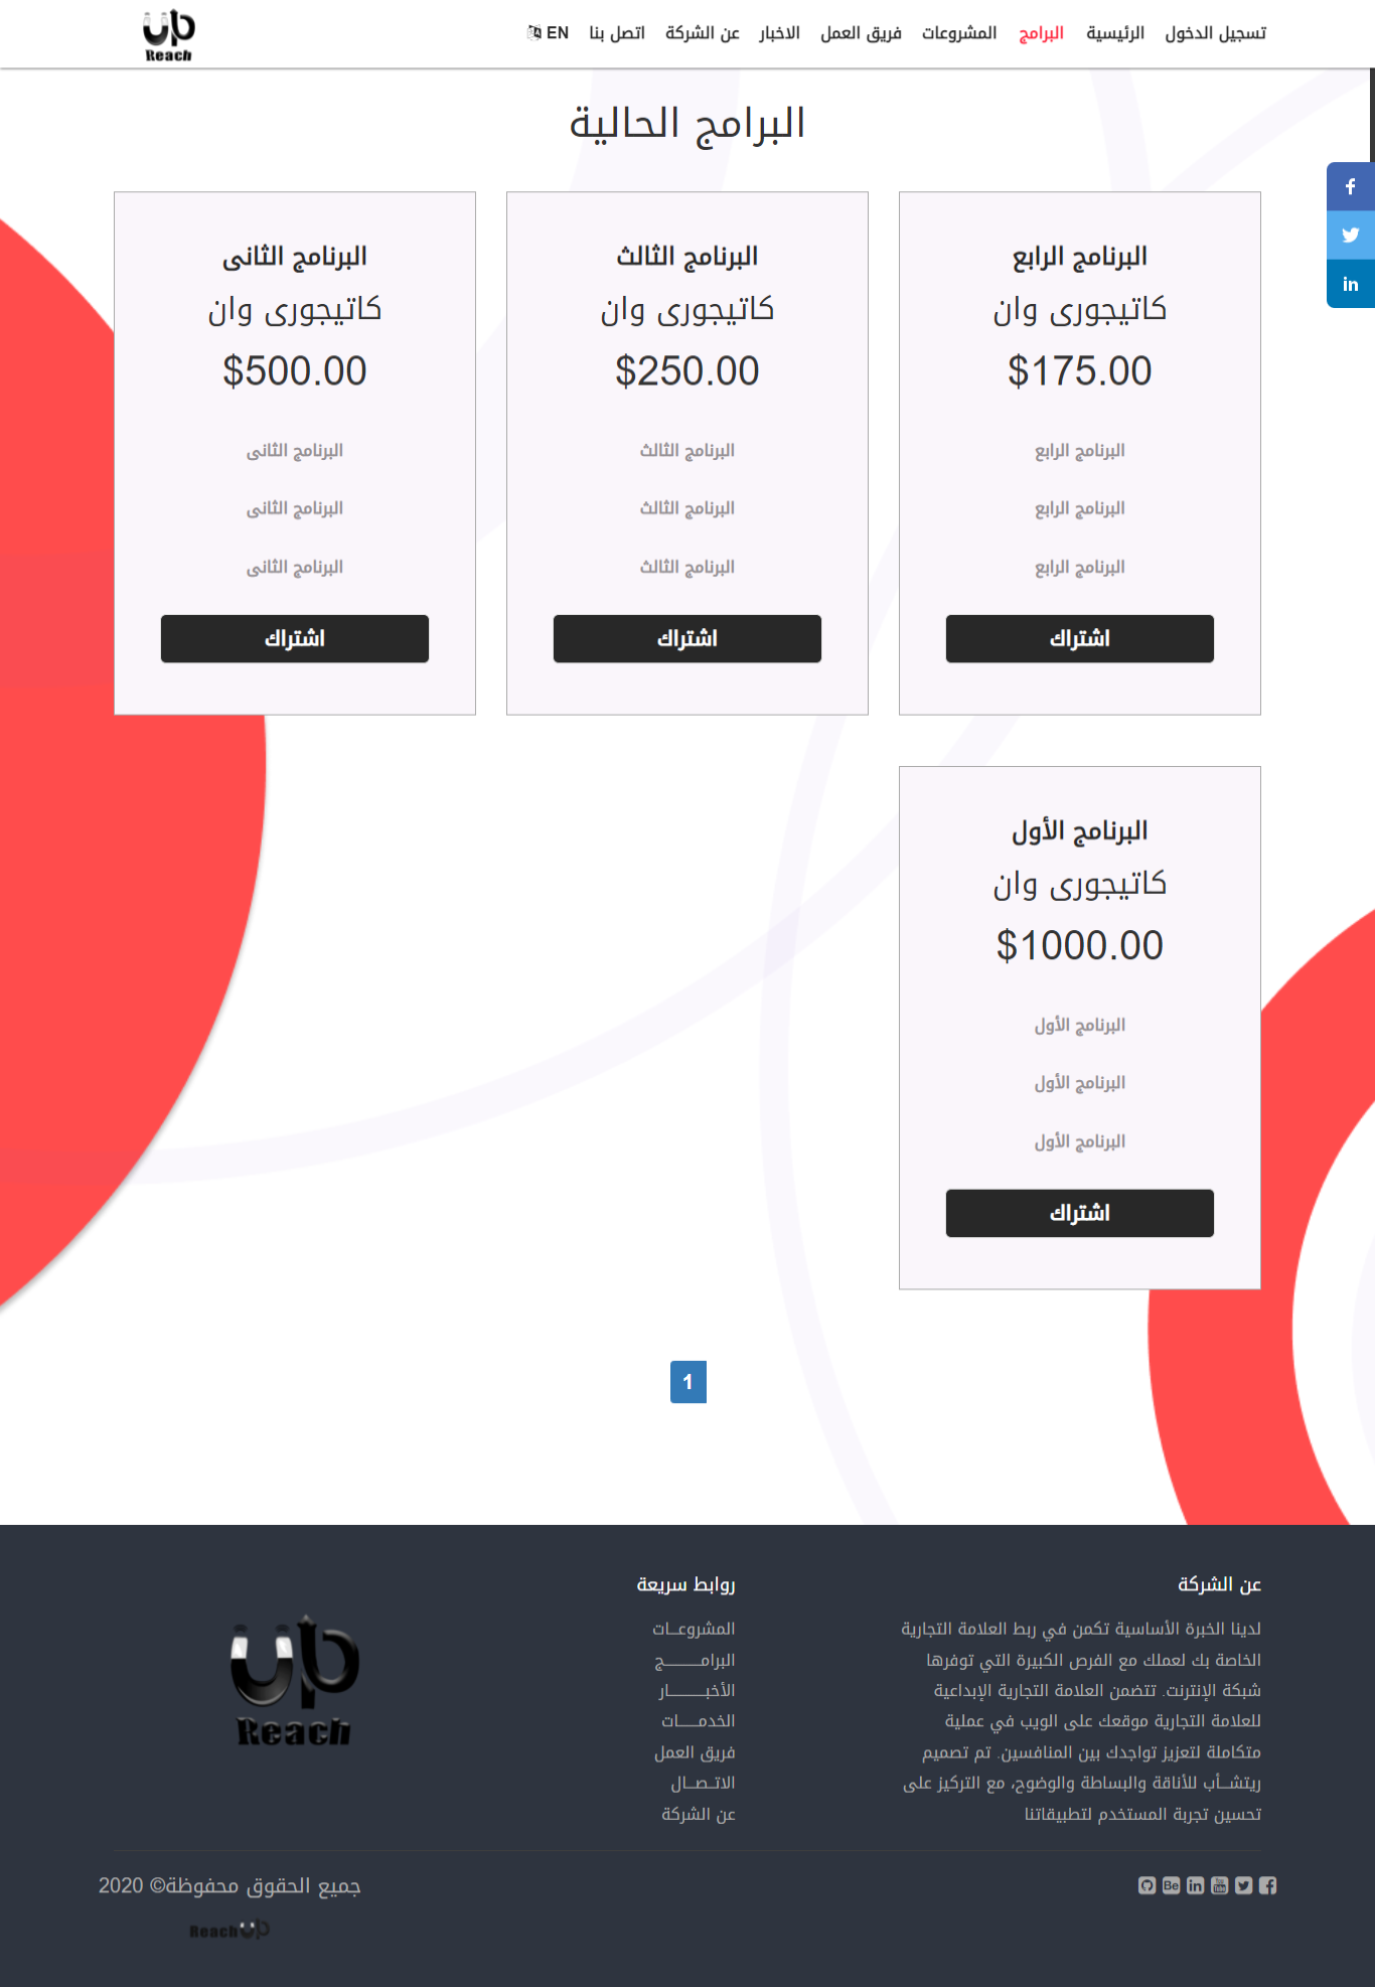 تسجيل الدخول
الرئيسية
البرامج
المشروعات
فريق العمل
الاخبار
عن الشركة
اتصل بنا
EN
Up
Reach
البرامج الحالية
البرنامج الرابع
كاتيجورى وان
$175.00
البرنامج الرابع
البرنامج الرابع
البرنامج الرابع
اشتراك
البرنامج الثالث
كاتيجورى وان
$250.00
البرنامج الثالث
البرنامج الثالث
البرنامج الثالث
اشتراك
البرنامج الثانى
كاتيجورى وان
$500.00
البرنامج الثانى
البرنامج الثانى
البرنامج الثانى
اشتراك
البرنامج الأول
كاتيجورى وان
$1000.00
البرنامج الأول
البرنامج الأول
البرنامج الأول
اشتراك
1
عن الشركة
لدينا الخبرة الأساسية تكمن في ربط العلامة التجارية
الخاصة بك لعملك مع الفرص الكبيرة التي توفرها
شبكة الإنترنت. تتضمن العلامة التجارية الإبداعية
للعلامة التجارية موقعك على الويب في عملية
متكاملة لتعزيز تواجدك بين المنافسين. تم تصميم
ريتشـــأب للأناقة والبساطة والوضوح، مع التركيز على
تحسين تجربة المستخدم لتطبيقاتنا
روابط سريعة
المشروعــات
البرامـــــــــج
الأخبـــــــــار
الخدمـــــات
فريق العمل
الاتــصــال
عن الشركة
Up
Reach
جميع الحقوق محفوظة© 2020
Reach Up